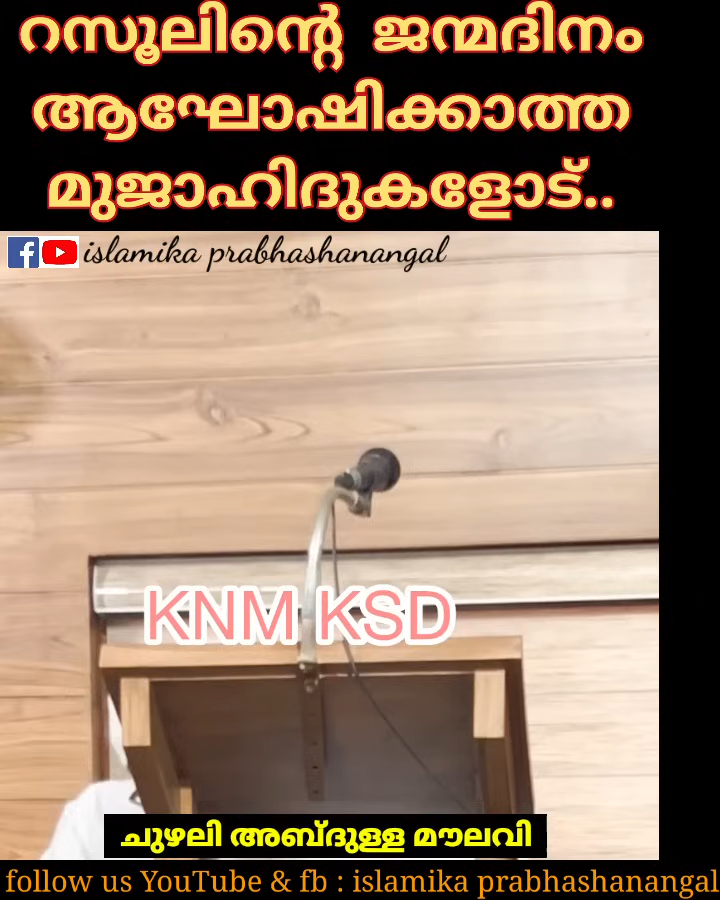 റസൂലിന്റെ ജന്മദിനം
ആഘോഷിക്കാത്ത
മുജാഹിദുകളോട്..
islamika prabhashanangal
KNM KSD
ചുഴലി അബ്ദുള്ള മൗലവി
follow us YouTube & fb : islamika prabhashanangal